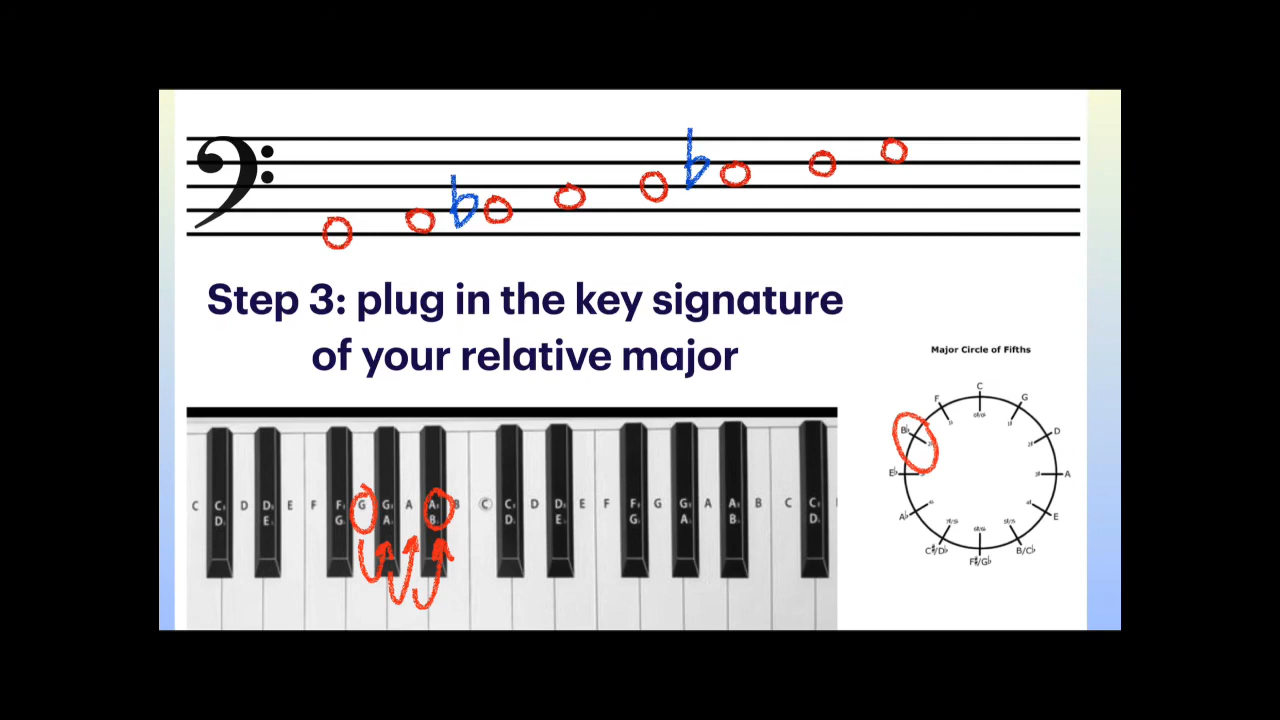 Step 3: plug in the key signature
of your relative major
Major Circle of Fifths
C
F G
B♭ D
E♭ A
A♭ E
C#/D♭ B/C♭
F#/G♭
C C# D D# E F F# G G# A A# B C C# D D# E F F# G G# A A# B C C#
D♭ E♭ G♭ A♭ B♭ D♭ E♭ G♭ A♭ B♭ D♭